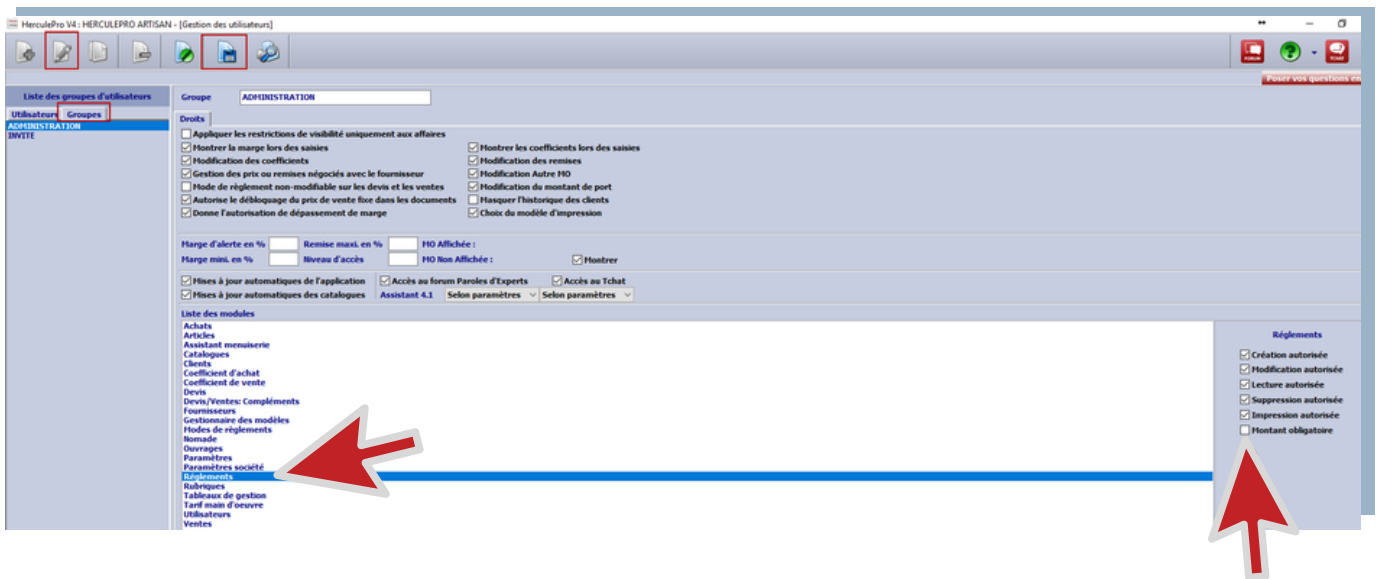 HerculePro V4 : HERCULEPRO ARTISAN - [Gestion des utilisateurs]
FORUM
TCHAT
Poser vos questions en
Liste des groupes d'utilisateurs
Utilisateurs Groupes
ADMINISTRATION
INVITE
Groupe ADMINISTRATION
Droits
Appliquer les restrictions de visibilité uniquement aux affaires
Montrer la marge lors des saisies Montrer les coefficients lors des saisies
Modification des coefficients Modification des remises
Gestion des prix ou remises négociés avec le fournisseur Modification Autre MO
Mode de règlement non-modifiable sur les devis et les ventes Modification du montant de port
Autorise le débloquage du prix de vente fixe dans les documents Masquer l'historique des clients
Donne l'autorisation de dépassement de marge Choix du modèle d'impression
Marge d'alerte en % Remise maxi. en % MO Affichée :
Marge mini. en % Niveau d'accès MO Non Affichée : Montrer
Mises à jour automatiques de l'application Accès au forum Paroles d'Experts Accès au Tchat
Mises à jour automatiques des catalogues Assistant 4.1 Selon paramètres Selon paramètres
Liste des modules
Achats
Articles
Assistant menuiserie
Catalogues
Clients
Coefficient d'achat
Coefficient de vente
Devis
Devis/Ventes: Compléments
Fournisseurs
Gestionnaire des modèles
Modes de règlements
Nomade
Ouvrages
Paramètres
Paramètres société
Réglements
Rubriques
Tableaux de gestion
Tarif main d'oeuvre
Utilisateurs
Ventes
Réglements
Création autorisée
Modification autorisée
Lecture autorisée
Suppression autorisée
Impression autorisée
Montant obligatoire